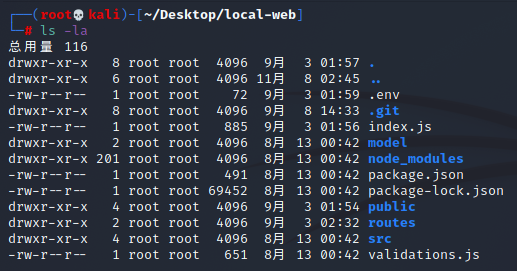 ┌──(root💀kali)-[~/Desktop/local-web]
└─# ls -la
总用量 116
drwxr-xr-x   8 root root  4096  9月   3 01:57 .
drwxr-xr-x   6 root root  4096 11月   8 02:45 ..
-rw-r--r--   1 root root    72  9月   3 01:59 .env
drwxr-xr-x   8 root root  4096  9月   8 14:33 .git
-rw-r--r--   1 root root   885  9月   3 01:56 index.js
drwxr-xr-x   2 root root  4096  8月  13 00:42 model
drwxr-xr-x 201 root root  4096  8月  13 00:42 node_modules
-rw-r--r--   1 root root   491  8月  13 00:42 package.json
-rw-r--r--   1 root root 69452  8月  13 00:42 package-lock.json
drwxr-xr-x   4 root root  4096  9月   3 01:54 public
drwxr-xr-x   2 root root  4096  9月   3 02:32 routes
drwxr-xr-x   4 root root  4096  8月  13 00:42 src
-rw-r--r--   1 root root   651  8月  13 00:42 validations.js